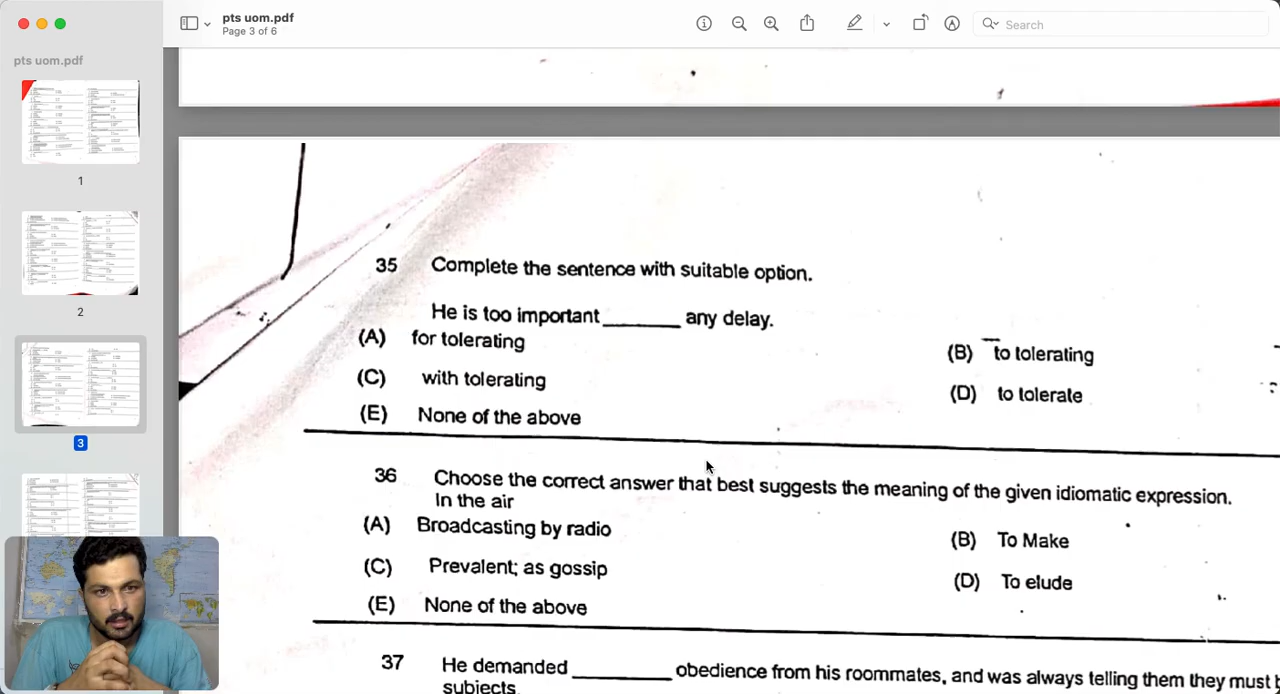 pts uom.pdf
Page 3 of 6
Search
pts uom.pdf
1
2
3
35 Complete the sentence with suitable option.
He is too important ______ any delay.
(A) for tolerating
(B) to tolerating
(C) with tolerating
(D) to tolerate
(E) None of the above
36 Choose the correct answer that best suggests the meaning of the given idiomatic expression.
In the air
(A) Broadcasting by radio
(B) To Make
(C) Prevalent; as gossip
(D) To elude
(E) None of the above
37 He demanded ________ obedience from his roommates, and was always telling them they must
subjects